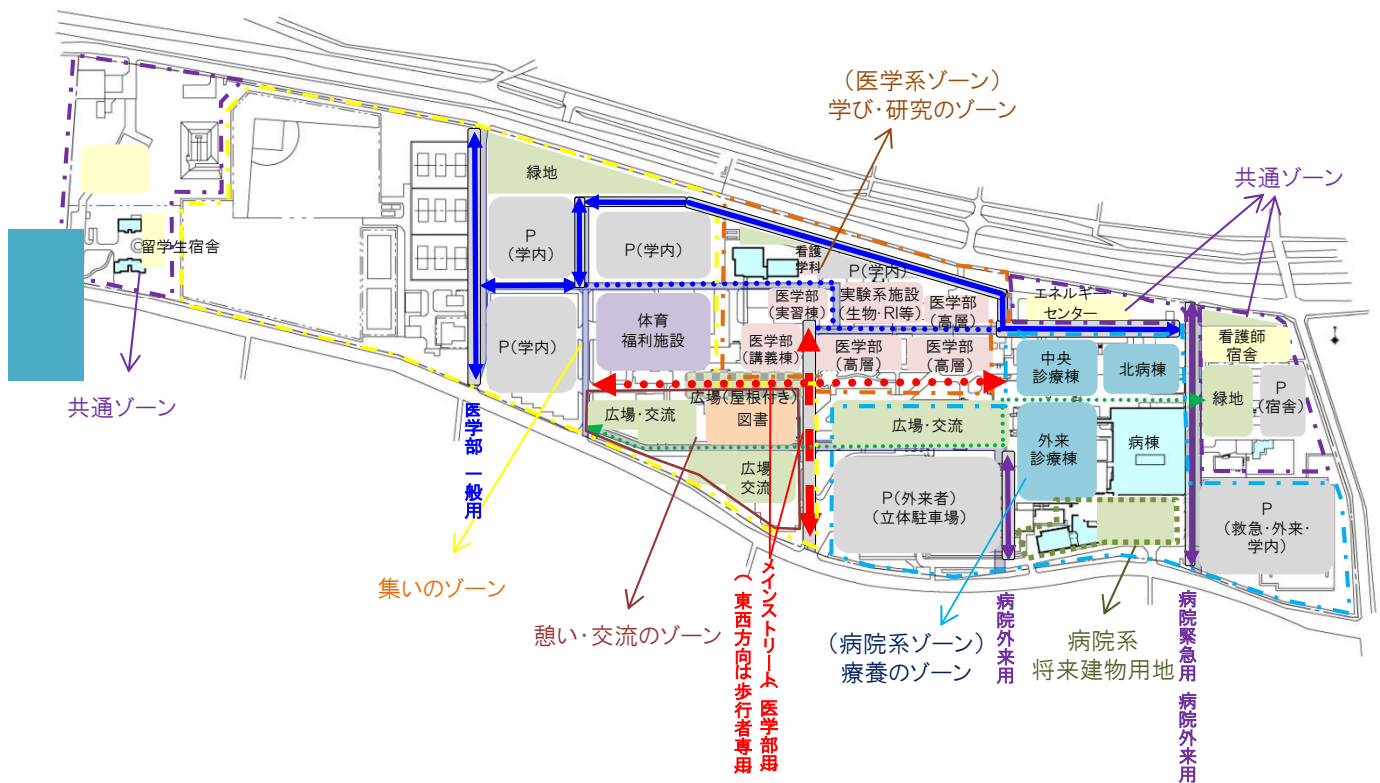 (医学系ゾーン)
学び・研究のゾーン
共通ゾーン
緑地
P
(学内)
P(学内)
看護
学科
P(学内)
留学生宿舎
医学部
(実習棟)
実験系施設
(生物・RI等)
医学部
(高層)
エネルギー
センター
体育
福利施設
P(学内)
医学部
(講義棟)
医学部
(高層)
医学部
(高層)
中央
診療棟
北病棟
看護師
宿舎
共通ゾーン
広場(屋根付き)
広場・交流
図書
広場・交流
緑地
P
(宿舎)
外来
診療棟
病棟
広場
交流
P(外来者)
(立体駐車場)
P
(救急・外来・
学内)
医学部 一般用
集いのゾーン
憩い・交流のゾーン
メインストリート 医学部用
( 東西方向は歩行者専用)
(病院系ゾーン)
療養のゾーン
病院外来用
病院系
将来建物用地
病院緊急用 病院外来用